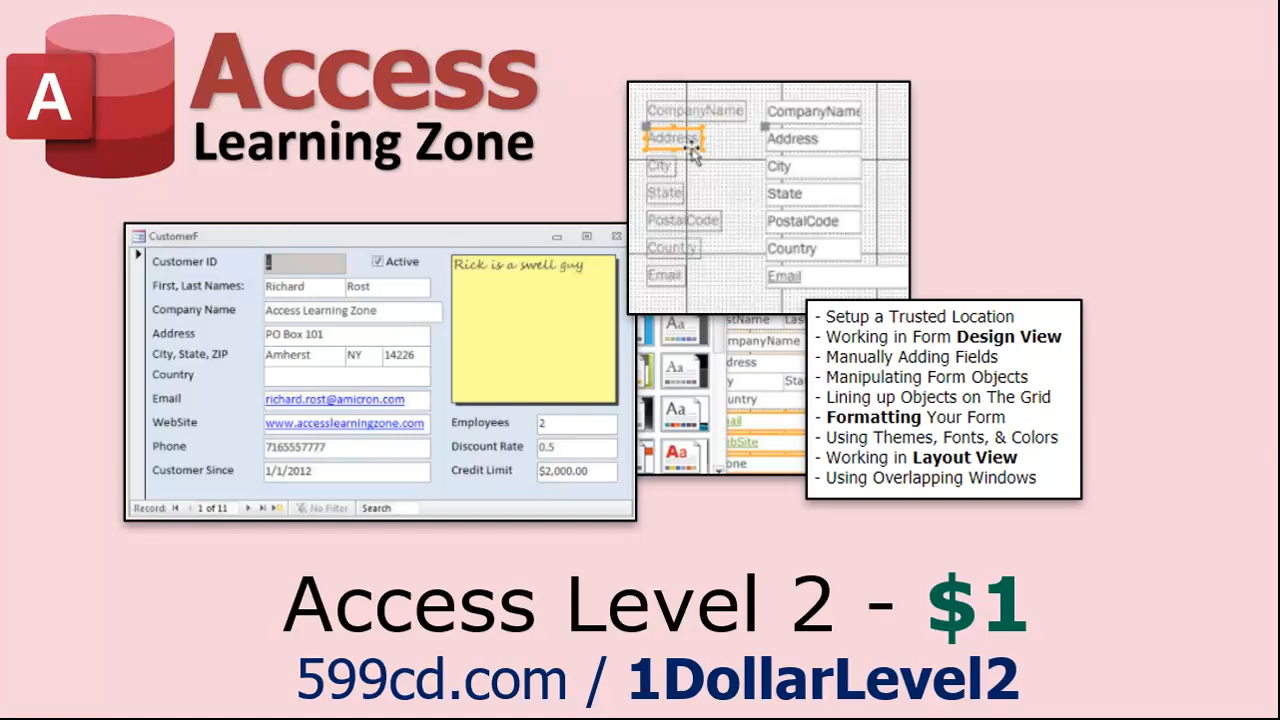 A
Access
Learning Zone
CompanyName CompanyName
Address Address
City City
State State
PostalCode PostalCode
Country Country
Email Email
CustomerF
Customer ID
Active
First, Last Names: Richard Rost
Company Name Access Learning Zone
Address PO Box 101
City, State, ZIP Amherst NY 14226
Country
Email richard.rost@amicron.com
WebSite www.accesslearningzone.com
Phone 7165557777
Customer Since 1/1/2012
Rick is a swell guy
Employees 2
Discount Rate 0.5
Credit Limit $2,000.00
Record: 1 of 11 No Filter Search
Aa
Aa
Aa
Aa
- Setup a Trusted Location
- Working in Form Design View
- Manually Adding Fields
- Manipulating Form Objects
- Lining up Objects on The Grid
- Formatting Your Form
- Using Themes, Fonts, & Colors
- Working in Layout View
- Using Overlapping Windows
Access Level 2 - $1
599cd.com / 1DollarLevel2